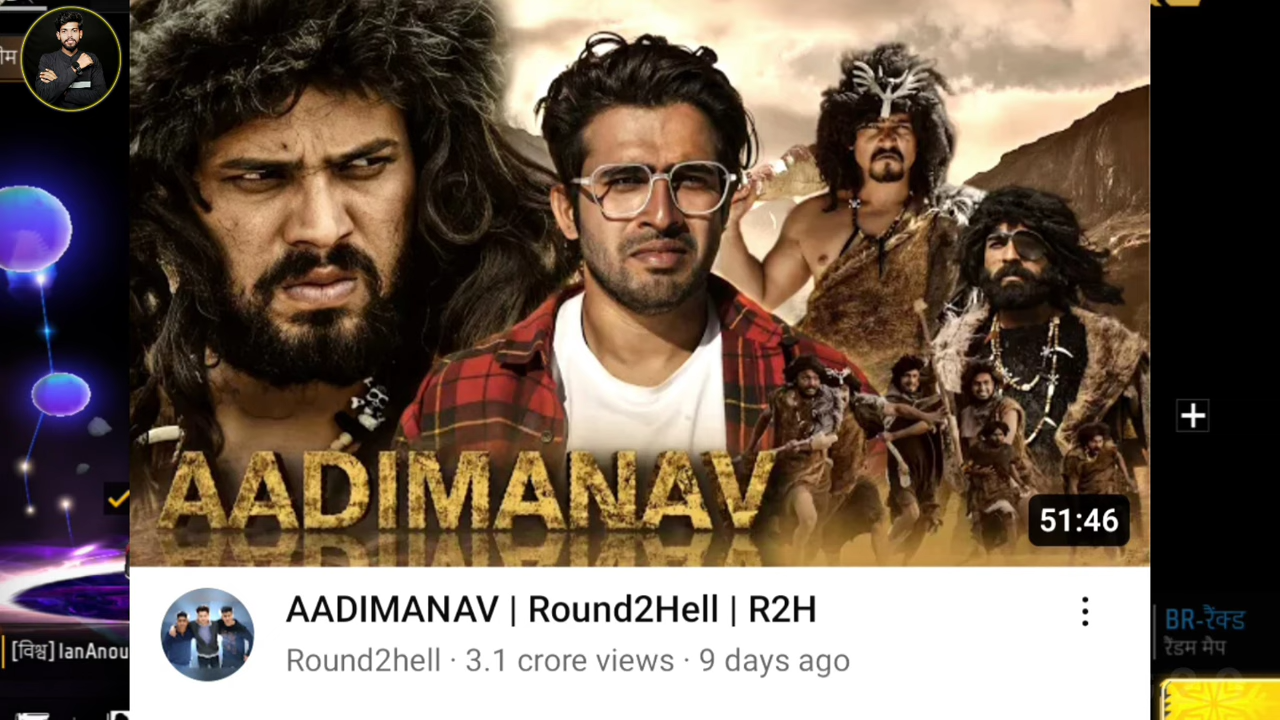 AADIMANAV
51:46
AADIMANAV | Round2Hell | R2H
Round2hell · 3.1 crore views · 9 days ago
[विश्व] IanAnou
BR-रैंक्ड
रैंडम मैप